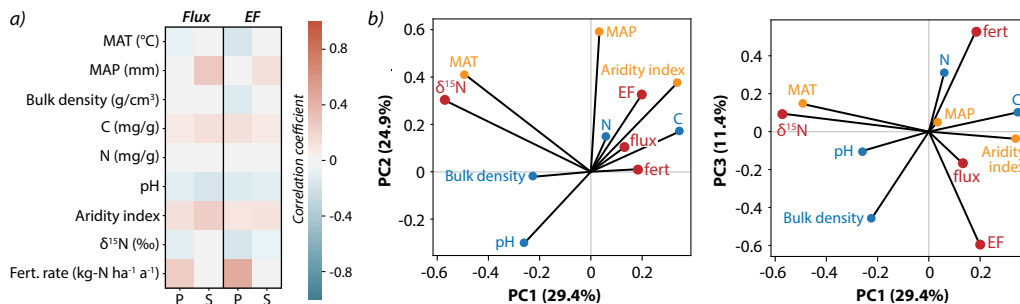 a)
Flux EF
MAT (°C)
MAP (mm)
Bulk density (g/cm³)
C (mg/g)
N (mg/g)
pH
Aridity index
δ¹⁵N (‰)
Fert. rate (kg-N ha⁻¹ a⁻¹)
P S P S
0.8
0.4
0
-0.4
-0.8
Correlation coefficient
b)
PC2 (24.9%)
0.6
0.4
0.2
0
-0.2
-0.6 -0.4 -0.2 0 0.2
PC1 (29.4%)
MAP
MAT
Aridity index
δ¹⁵N
EF
N
C
flux
fert
Bulk density
pH
PC3 (11.4%)
0.4
0.2
0
-0.2
-0.4
-0.6
-0.6 -0.4 -0.2 0 0.2
PC1 (29.4%)
fert
N
MAT
C
MAP
δ¹⁵N
pH
Aridity
index
flux
Bulk density
EF